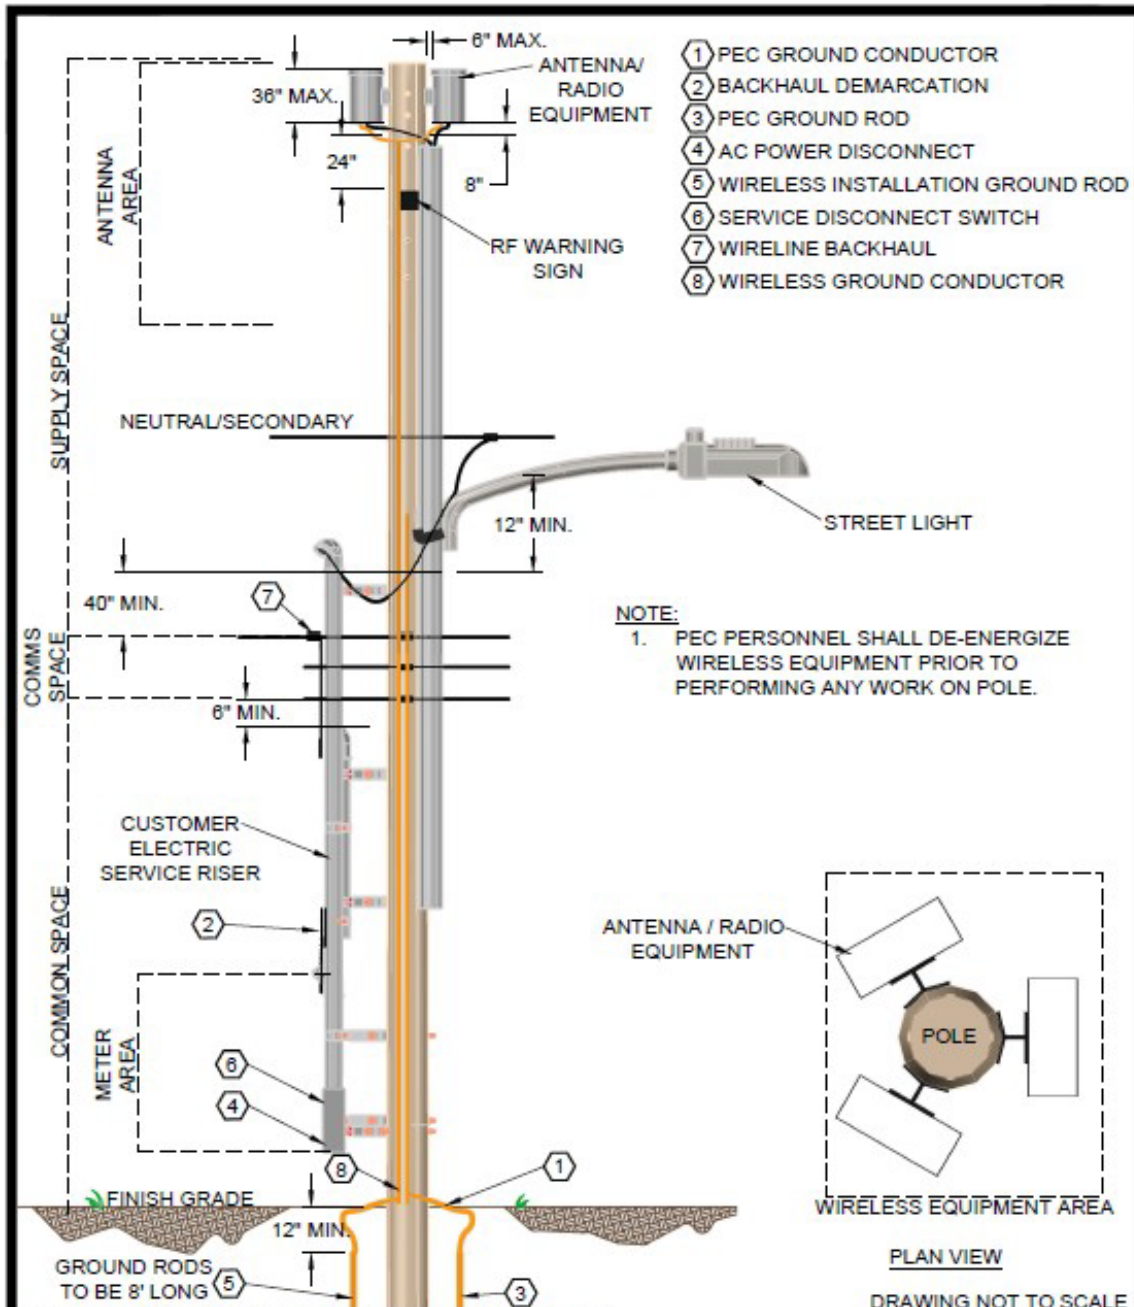 6" MAX.
ANTENNA/
RADIO
EQUIPMENT
36" MAX.
24"
8"
ANTENNA
AREA
RF WARNING
SIGN
1 PEC GROUND CONDUCTOR
2 BACKHAUL DEMARCATION
3 PEC GROUND ROD
4 AC POWER DISCONNECT
5 WIRELESS INSTALLATION GROUND ROD
6 SERVICE DISCONNECT SWITCH
7 WIRELINE BACKHAUL
8 WIRELESS GROUND CONDUCTOR
SUPPLY SPACE
NEUTRAL/SECONDARY
12" MIN.
STREET LIGHT
40" MIN.
7
COMMS
SPACE
6" MIN.
NOTE:
1. PEC PERSONNEL SHALL DE-ENERGIZE
WIRELESS EQUIPMENT PRIOR TO
PERFORMING ANY WORK ON POLE.
CUSTOMER
ELECTRIC
SERVICE RISER
2
COMMON SPACE
METER
AREA
6
4
8
1
FINISH GRADE
12" MIN.
GROUND RODS
TO BE 8' LONG
5
3
ANTENNA / RADIO
EQUIPMENT
POLE
WIRELESS EQUIPMENT AREA
PLAN VIEW
DRAWING NOT TO SCALE